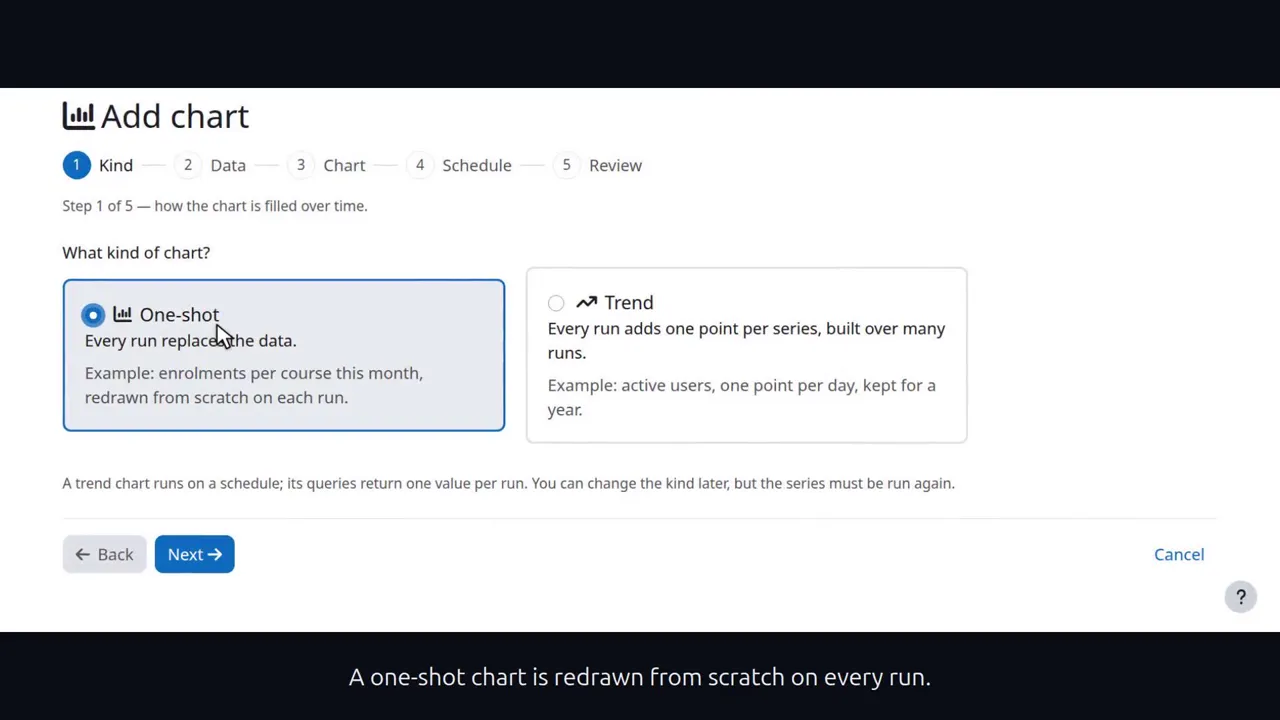 Add chart
1 Kind 2 Data 3 Chart 4 Schedule 5 Review
Step 1 of 5 — how the chart is filled over time.
What kind of chart?
One-shot
Every run replaces the data.
Example: enrolments per course this month,
redrawn from scratch on each run.
Trend
Every run adds one point per series, built over many
runs.
Example: active users, one point per day, kept for a
year.
A trend chart runs on a schedule; its queries return one value per run. You can change the kind later, but the series must be run again.
Back Next Cancel
?
A one-shot chart is redrawn from scratch on every run.